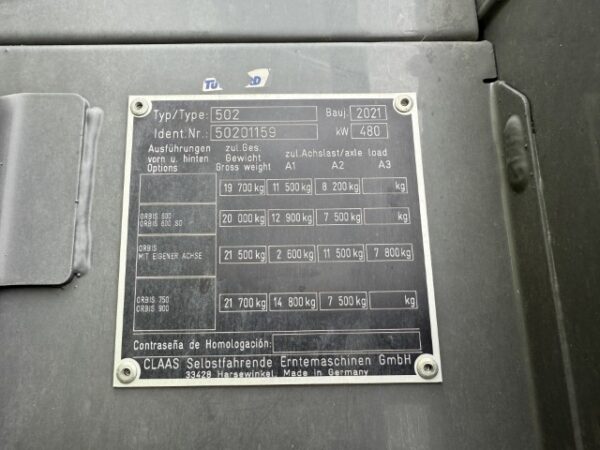 Typ/Type: 502 Bauj. 2021
Ident.Nr.: 50201159 kW 480
Ausführungen zul. Ges. zul. Achslast/axle load
vorn u. hinten Gewicht A1 A2 A3
Options Gross weight
19 700 kg 11 500 kg 8 200 kg kg
ORBIS 600 20 000 kg 12 900 kg 7 500 kg kg
ORBIS 600 SD
ORBIS 21 500 kg 2 600 kg 11 500 kg 7 800 kg
MIT EIGENER ACHSE
ORBIS 750 21 700 kg 14 800 kg 7 500 kg kg
ORBIS 900
Contraseña de Homologación:
CLAAS Selbstfahrende Erntemaschinen GmbH
33428 Harsewinkel, Made in Germany